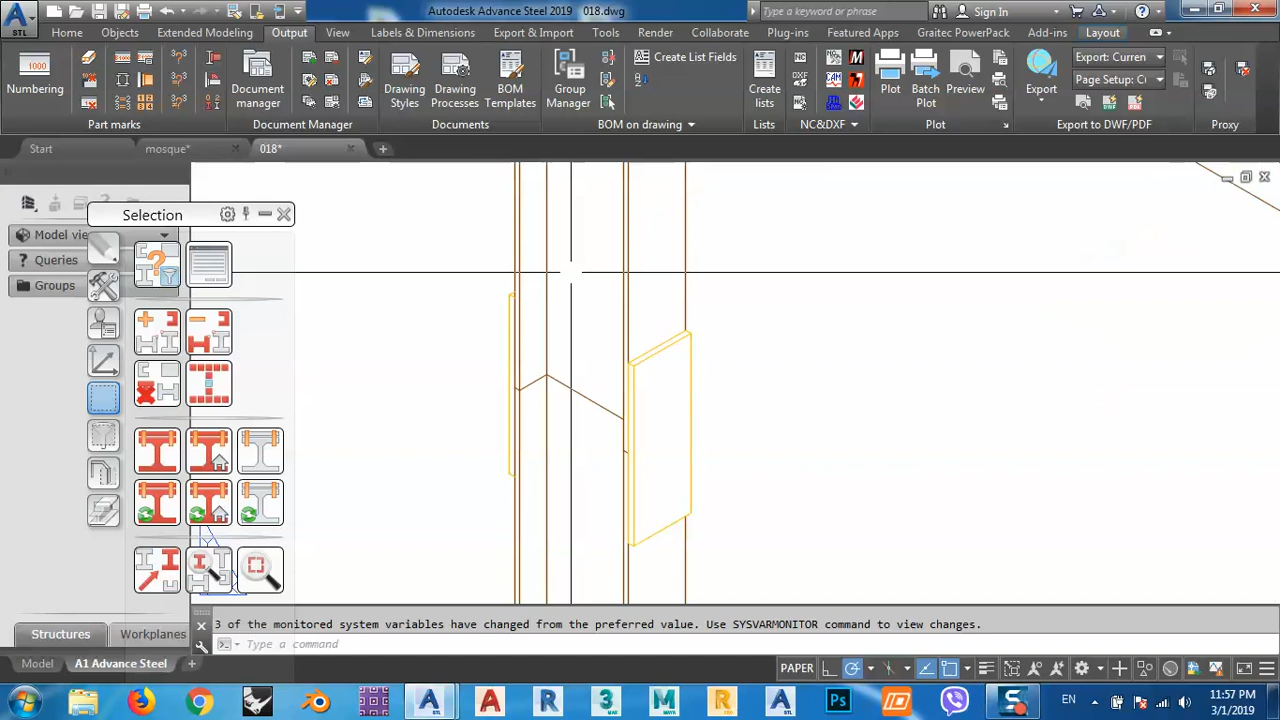 Autodesk Advance Steel 2019 018.dwg
Type a keyword or phrase
Sign In
STL
Home Objects Extended Modeling Output View Labels & Dimensions Export & Import Tools Render Collaborate Plug-ins Featured Apps Graitec PowerPack Add-ins Layout
Numbering
Part marks
Document manager
Document Manager
Drawing Styles
Drawing Processes
BOM Templates
Documents
Group Manager
Create List Fields
BOM on drawing
Create lists
Lists
NC
DXF
CAM
NC&DXF
Plot
Batch Plot
Preview
Plot
Export
Export: Curren
Page Setup: C
Export to DWF/PDF
Proxy
Start mosque* 018*
Selection
Model vie
Queries
Groups
3 of the monitored system variables have changed from the preferred value. Use SYSVARMONITOR command to view changes.
Type a command
Structures Workplanes
Model A1 Advance Steel
PAPER
EN
11:57 PM
3/1/2019